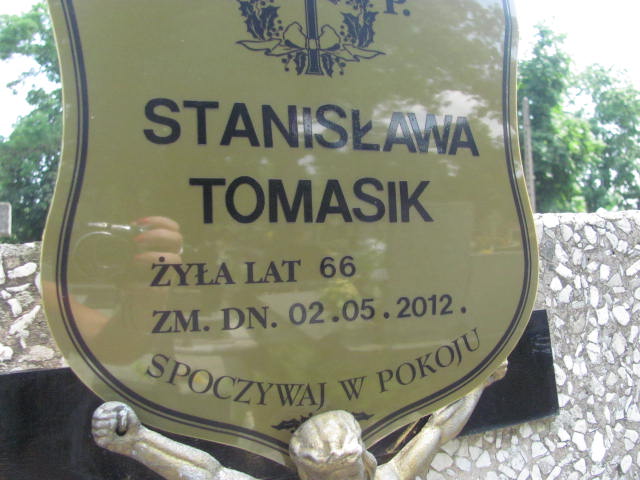 P.
STANISŁAWA
TOMASIK
ŻYŁA LAT 66
ZM. DN. 02.05.2012.
SPOCZYWAJ W POKOJU